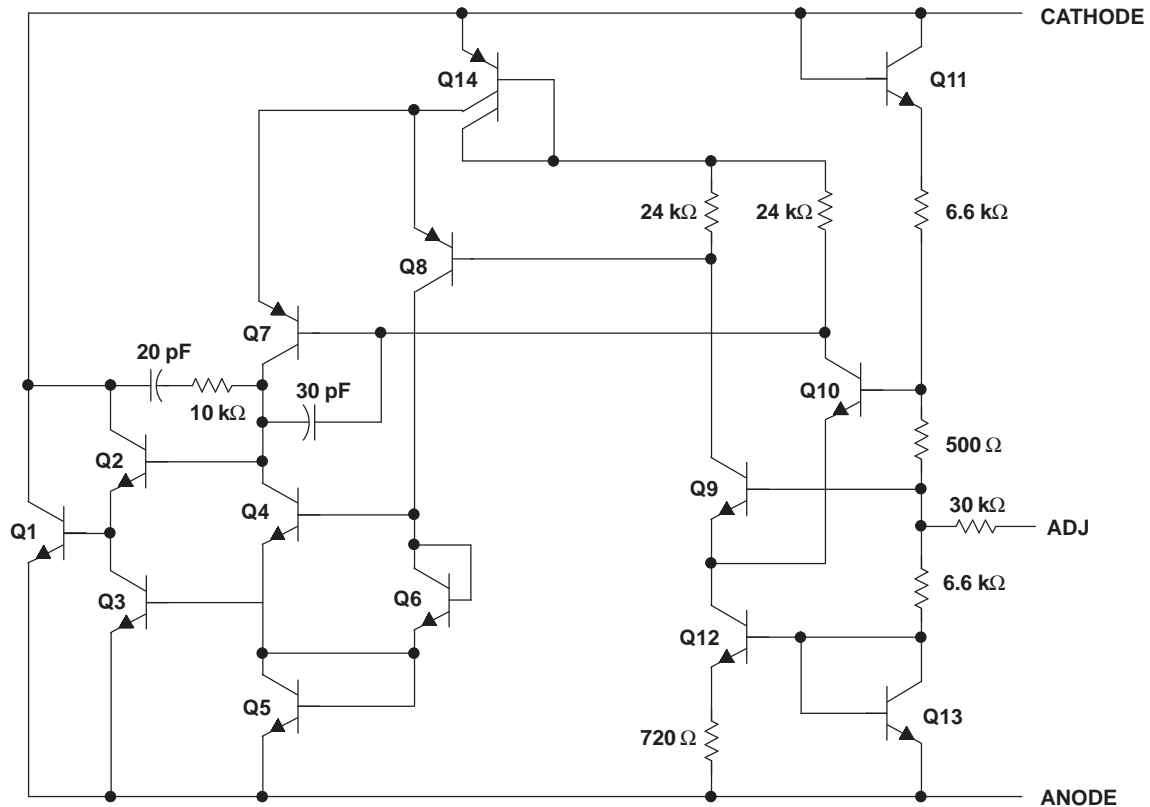 CATHODE
Q14
Q11
24 kΩ
24 kΩ
6.6 kΩ
Q8
Q7
20 pF
30 pF
Q10
10 kΩ
500 Ω
Q2
Q9
Q4
30 kΩ
Q1
ADJ
6.6 kΩ
Q3
Q6
Q12
Q5
Q13
720 Ω
ANODE